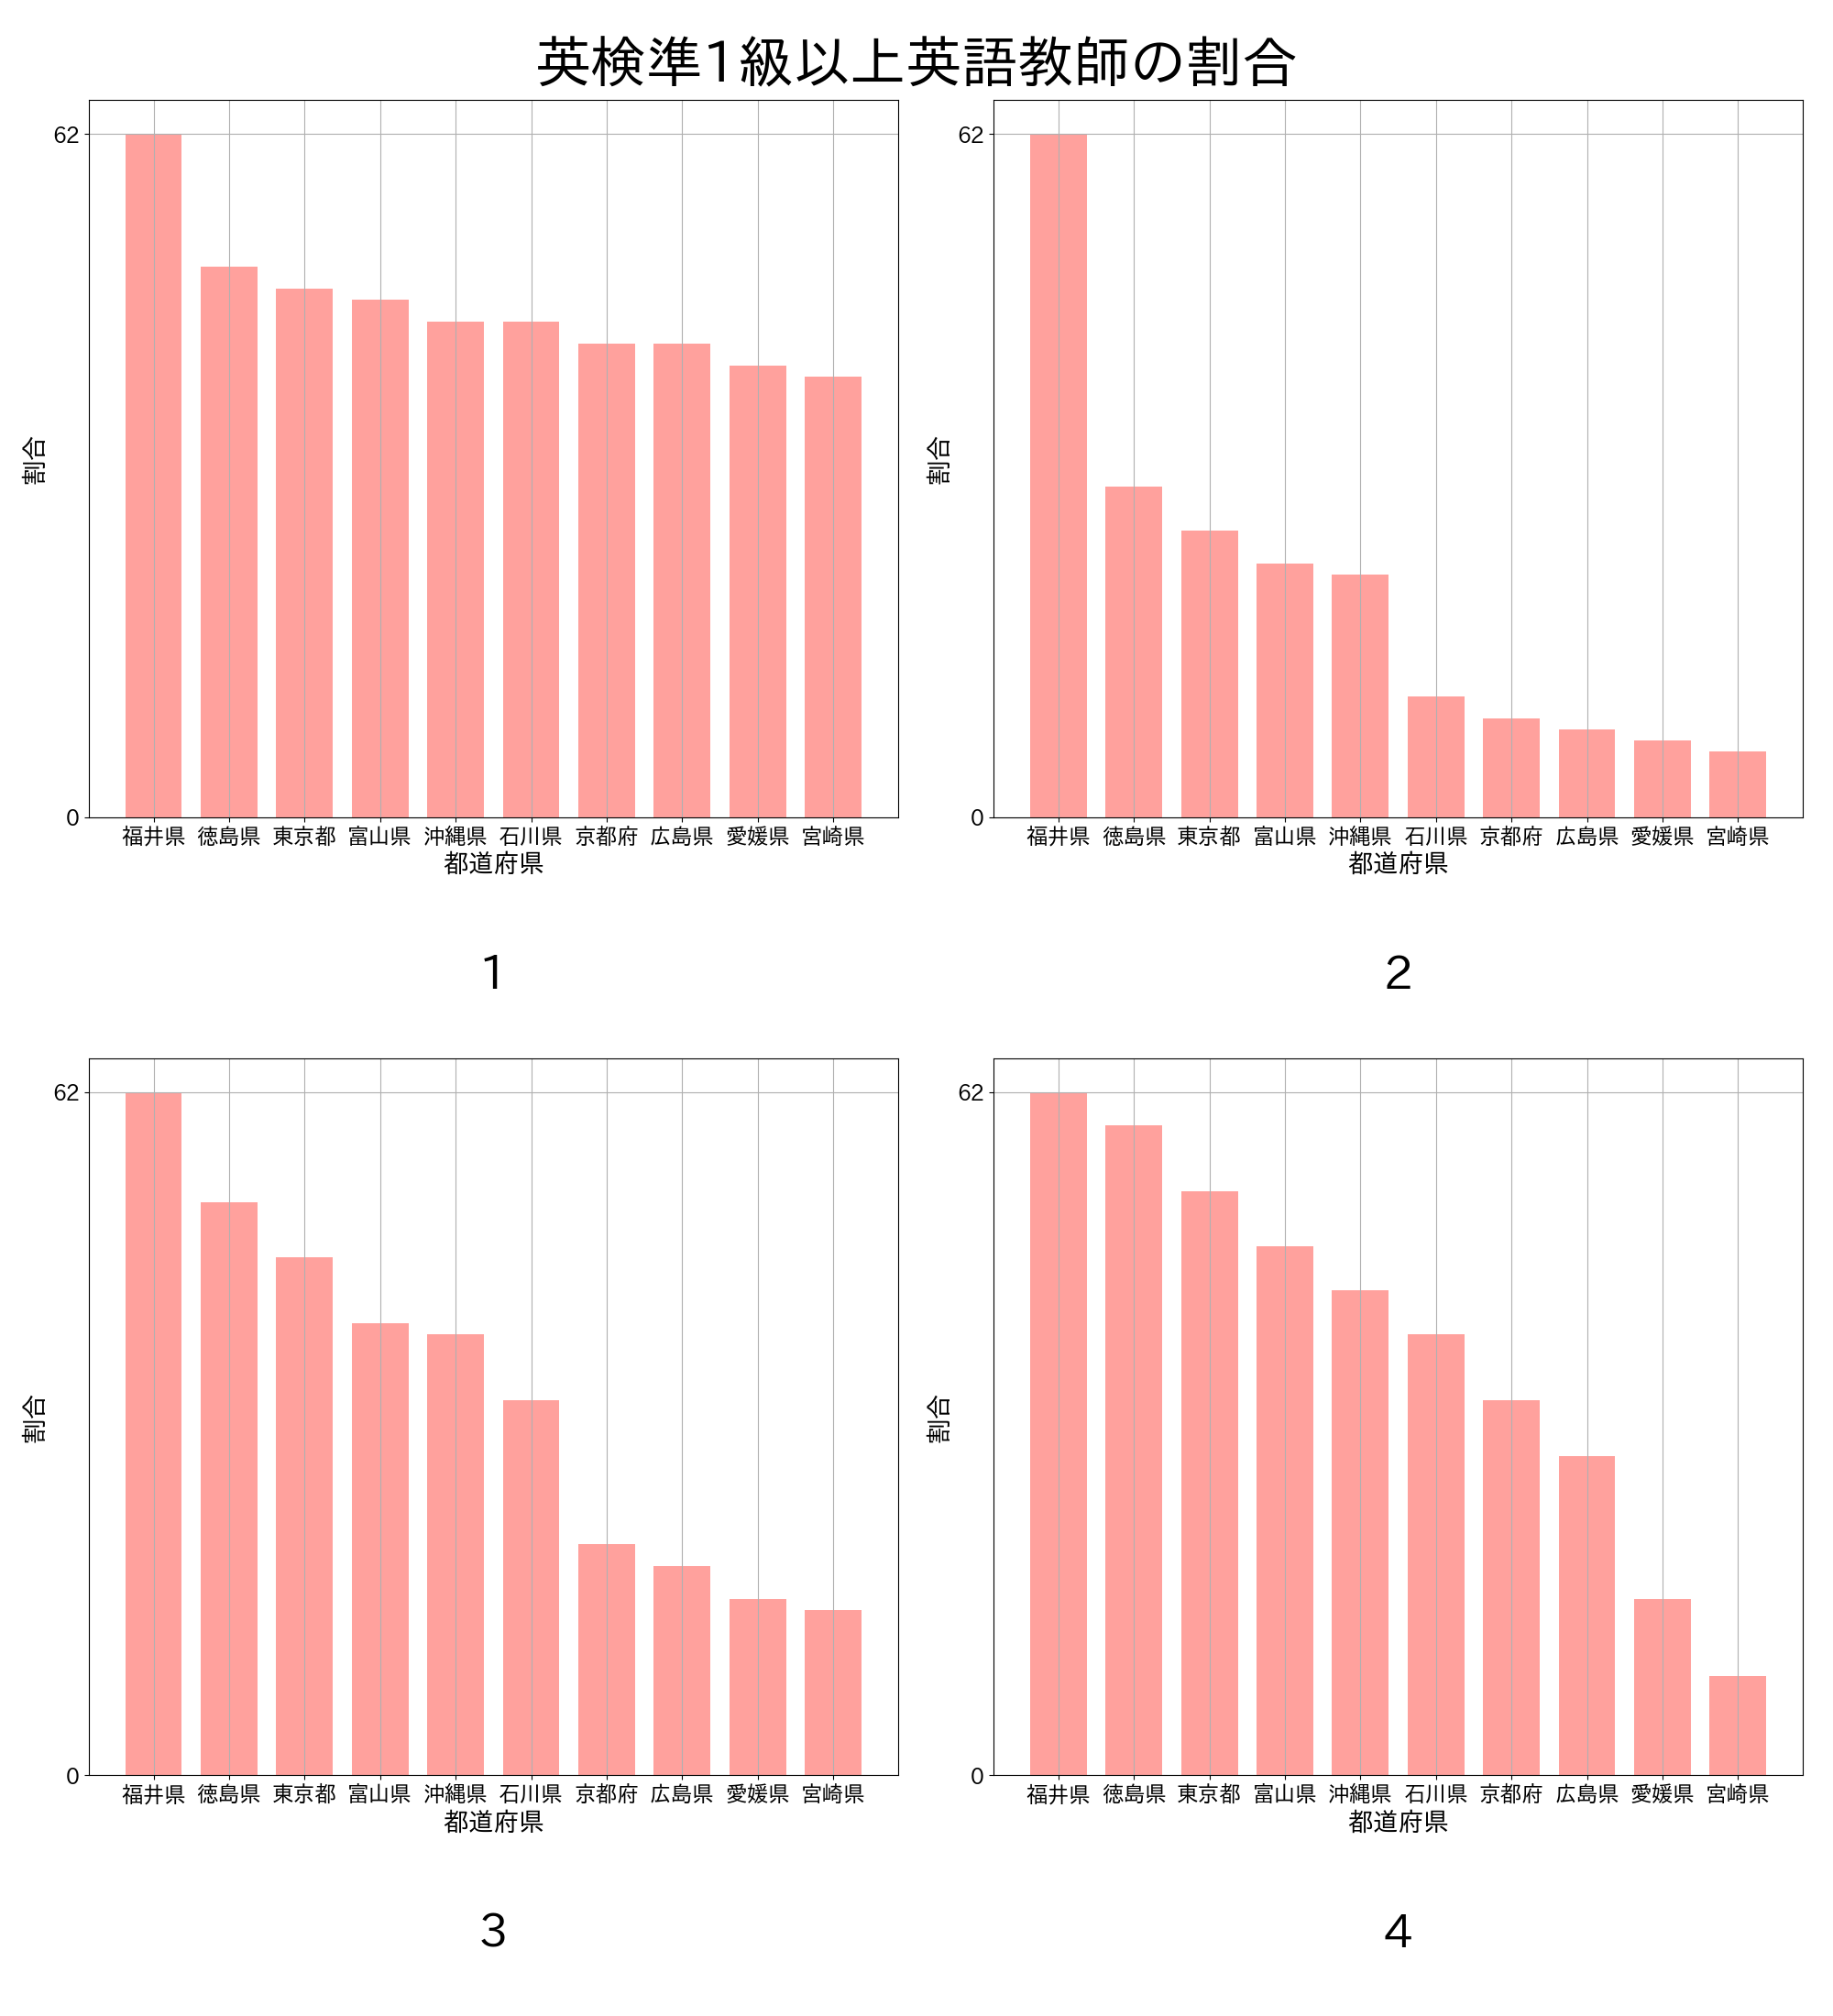 英検準1級以上英語教師の割合
62
0
割合
福井県 徳島県 東京都 富山県 沖縄県 石川県 京都府 広島県 愛媛県 宮崎県
都道府県
1
62
0
割合
福井県 徳島県 東京都 富山県 沖縄県 石川県 京都府 広島県 愛媛県 宮崎県
都道府県
2
62
0
割合
福井県 徳島県 東京都 富山県 沖縄県 石川県 京都府 広島県 愛媛県 宮崎県
都道府県
3
62
0
割合
福井県 徳島県 東京都 富山県 沖縄県 石川県 京都府 広島県 愛媛県 宮崎県
都道府県
4